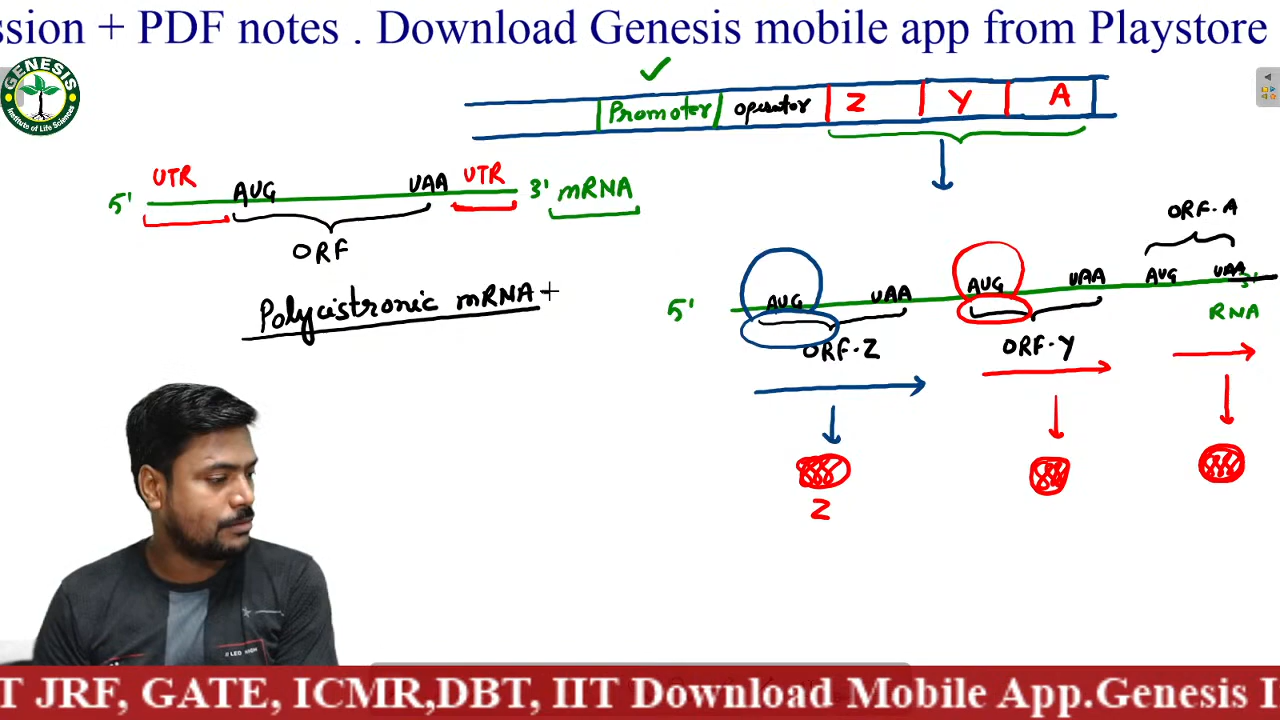 ssion + PDF notes . Download Genesis mobile app from Playstore
GENESIS
Institute of Life Sciences
Promoter operator Z Y A
UTR AUG UAA UTR
5' 3' mRNA
ORF
Polycistronic mRNA
ORF-A
5' AUG UAA AUG UAA AUG UAA 3'
RNA
ORF-Z ORF-Y
Z
T JRF, GATE, ICMR,DBT, IIT Download Mobile App.Genesis I